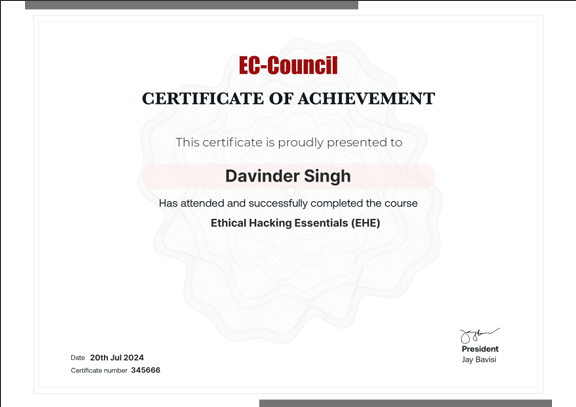 EC-Council
CERTIFICATE OF ACHIEVEMENT
This certificate is proudly presented to
Davinder Singh
Has attended and successfully completed the course
Ethical Hacking Essentials (EHE)
Date 20th Jul 2024
Certificate number 345666
President
Jay Bavisi